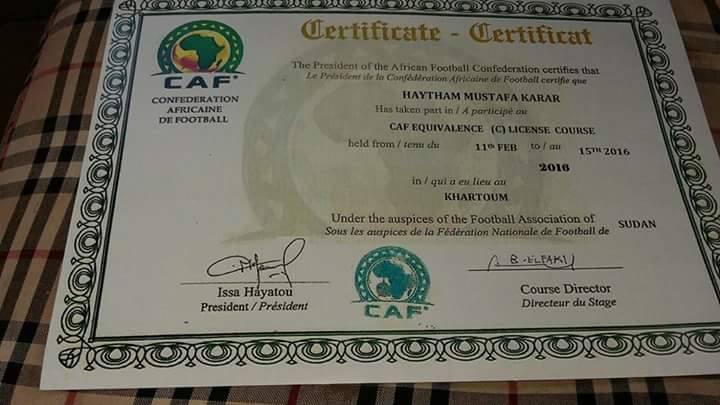 Certificate - Certificat
CAF
CONFEDERATION
AFRICAINE
DE FOOTBALL
The President of the African Football Confederation certifies that
Le Président de la Confédération Africaine de Football certifie que
HAYTHAM MUSTAFA KARAR
Has taken part in / A participé au
CAF EQUIVALENCE (C) LICENSE COURSE
held from / tenu du 11th FEB to / au 15TH 2016
2016
in / qui a eu lieu au
KHARTOUM
Under the auspices of the Football Association of SUDAN
Sous les auspices de la Fédération Nationale de Football de
Issa Hayatou
President / Président
CAF
B-ELFAKI
Course Director
Directeur du Stage